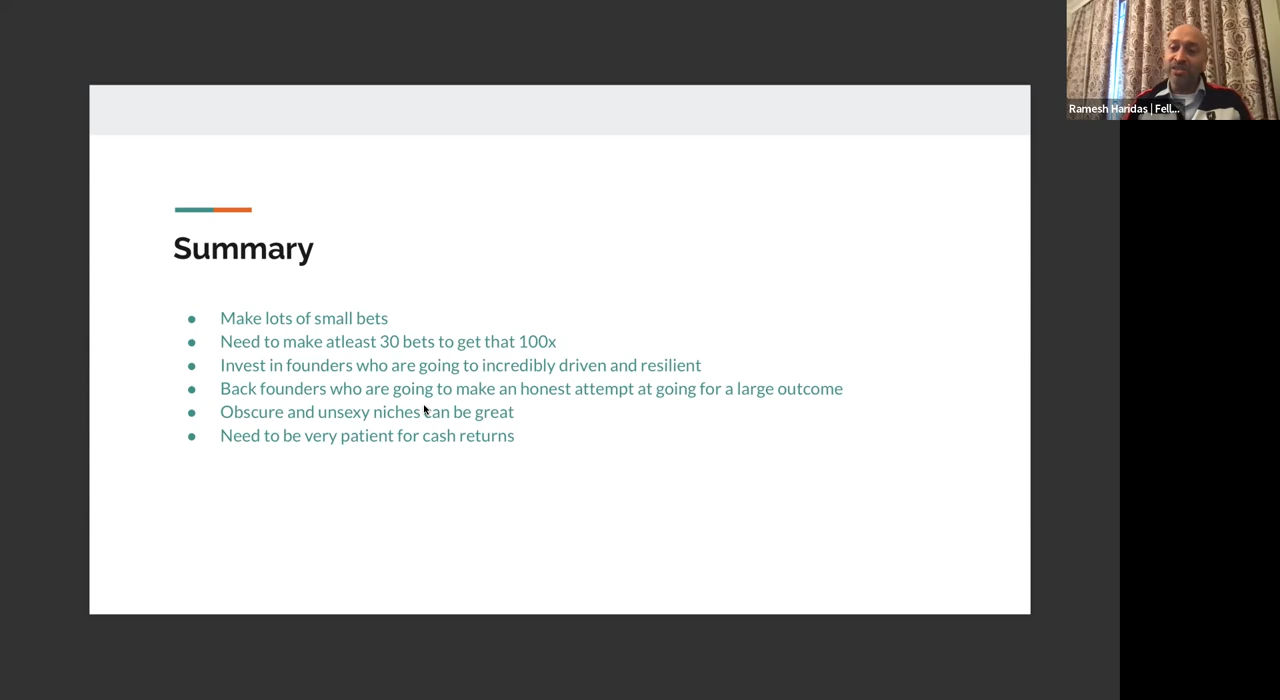 Ramesh Haridas | Fell...
Summary
● Make lots of small bets
● Need to make atleast 30 bets to get that 100x
● Invest in founders who are going to incredibly driven and resilient
● Back founders who are going to make an honest attempt at going for a large outcome
● Obscure and unsexy niches can be great
● Need to be very patient for cash returns